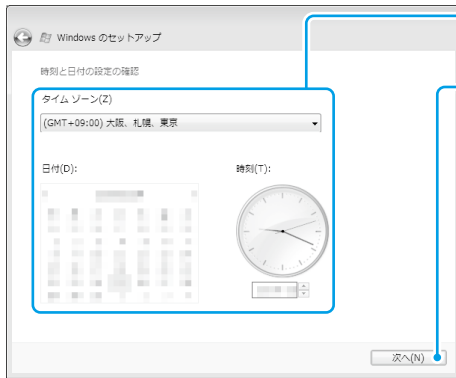 Windows のセットアップ
時刻と日付の設定の確認
タイム ゾーン(Z)
(GMT+09:00) 大阪、札幌、東京
日付(D):
時刻(T):
次へ(N)